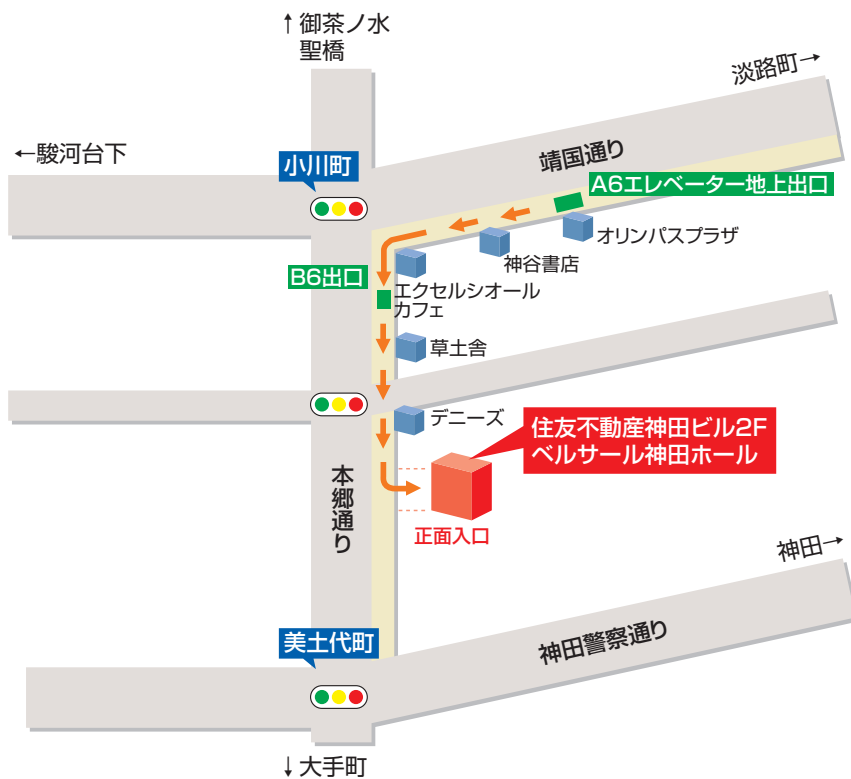 ↑御茶ノ水
聖橋
淡路町→
←駿河台下
小川町
靖国通り
A6エレベーター地上出口
オリンパスプラザ
神谷書店
B6出口
エクセルシオール
カフェ
草土舎
デニーズ
住友不動産神田ビル2F
ベルサール神田ホール
本郷通り
正面入口
神田→
美土代町
神田警察通り
↓大手町